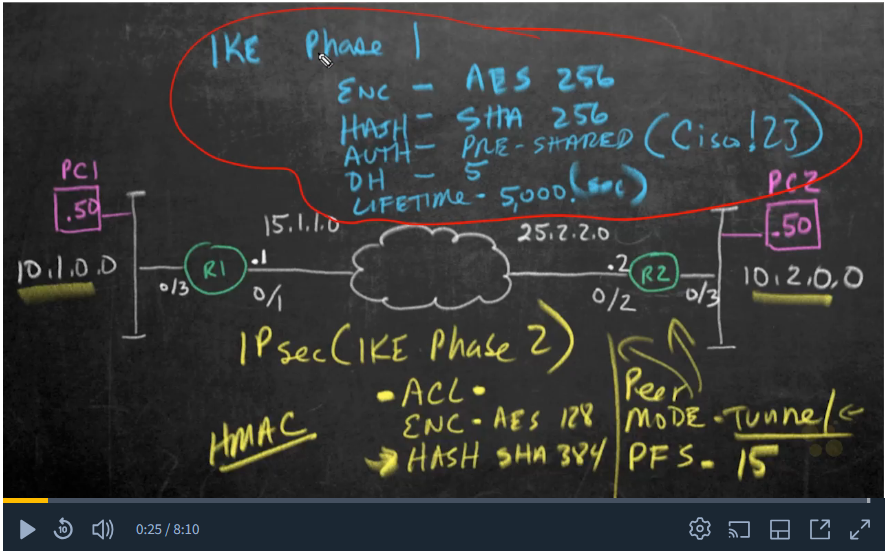 IKE Phase 1
ENC - AES 256
HASH - SHA 256
AUTH - PRE-SHARED (Cisco!23)
DH - 5
LIFETIME - 5,000 (sec)
PC1
.50
PC2
.50
15.1.1.0
25.2.2.0
10.1.0.0
R1
.1
.2
R2
10.2.0.0
0/3
0/1
0/2
0/3
IPsec (IKE Phase 2)
- ACL -
ENC - AES 128
HASH SHA 384
HMAC
Peer
MODE - Tunnel
PFS - 15
10
0:25 / 8:10